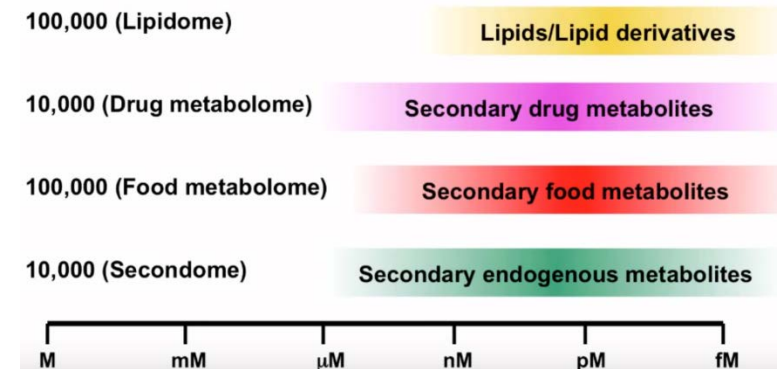 100,000 (Lipidome)
Lipids/Lipid derivatives
10,000 (Drug metabolome)
Secondary drug metabolites
100,000 (Food metabolome)
Secondary food metabolites
10,000 (Secondome)
Secondary endogenous metabolites
M mM μM nM pM fM